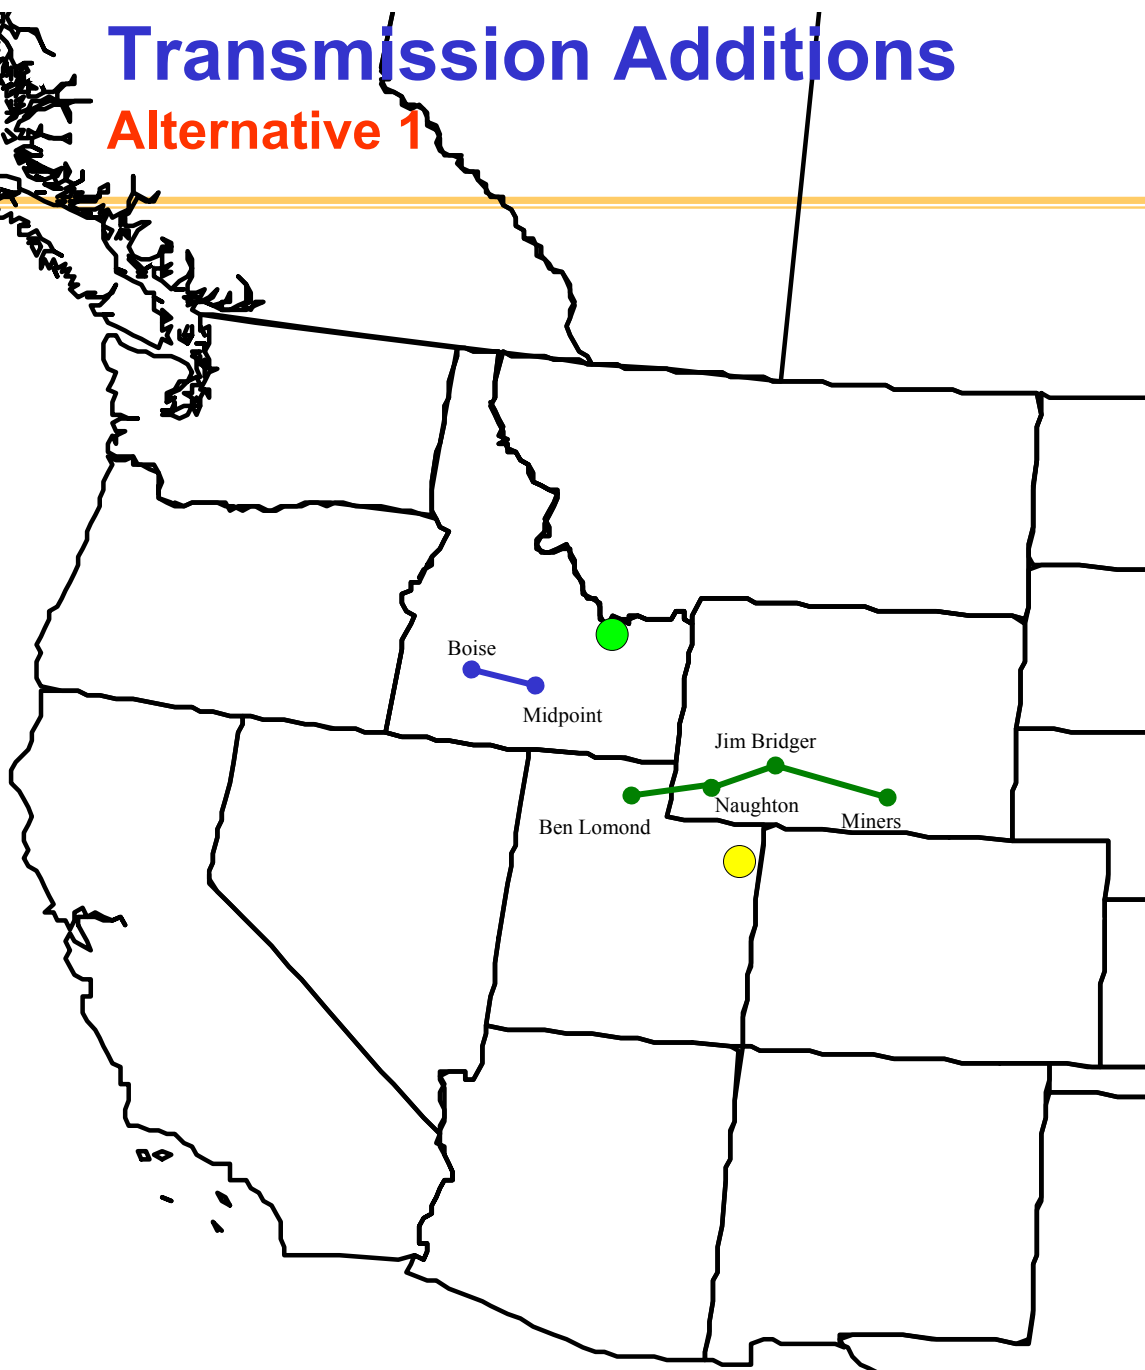 Transmission Additions
Alternative 1
Boise
Midpoint
Jim Bridger
Naughton
Ben Lomond
Miners